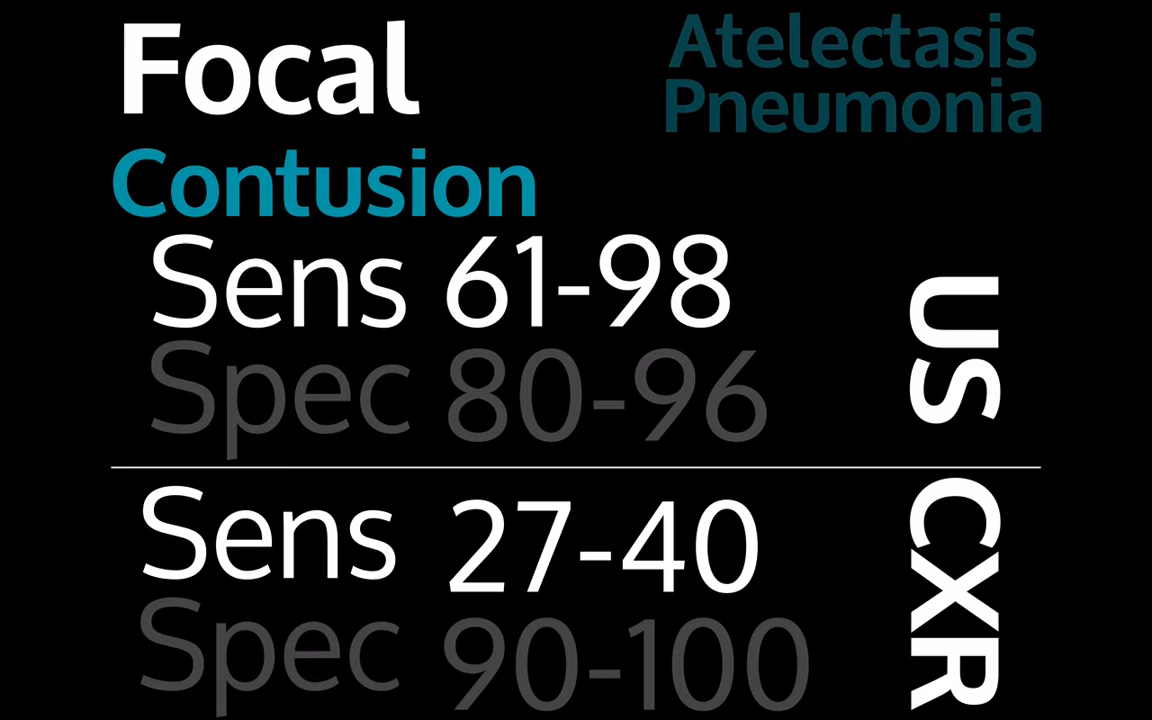 Focal
Atelectasis
Pneumonia
Contusion
Sens 61-98
Spec 80-96
US
Sens 27-40
Spec 90-100
CXR